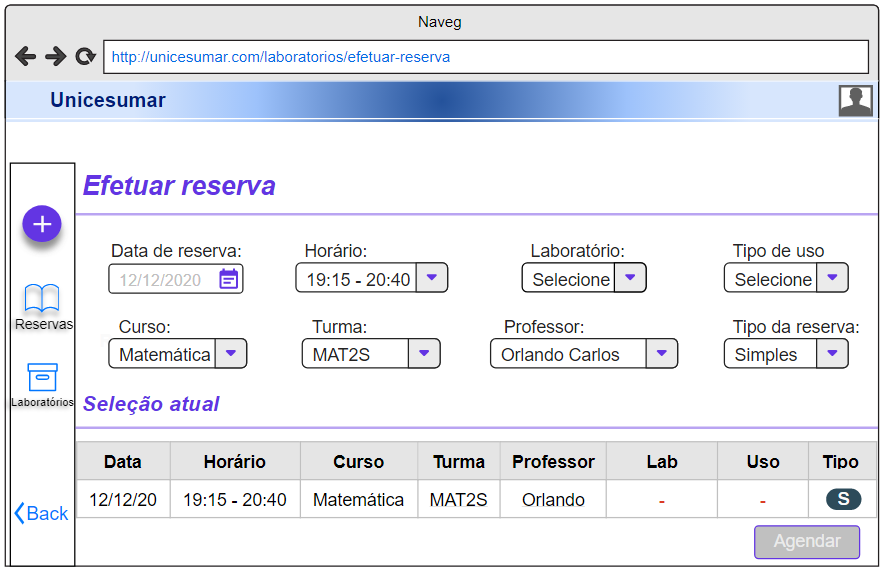 Naveg
http://unicesumar.com/laboratorios/efetuar-reserva
Unicesumar
Efetuar reserva
Data de reserva: Horário: Laboratório: Tipo de uso
12/12/2020 19:15 - 20:40 Selecione Selecione
Reservas
Curso: Turma: Professor: Tipo da reserva:
Matemática MAT2S Orlando Carlos Simples
Laboratórios
Seleção atual
Data Horário Curso Turma Professor Lab Uso Tipo
12/12/20 19:15 - 20:40 Matemática MAT2S Orlando - - S
Back
Agendar